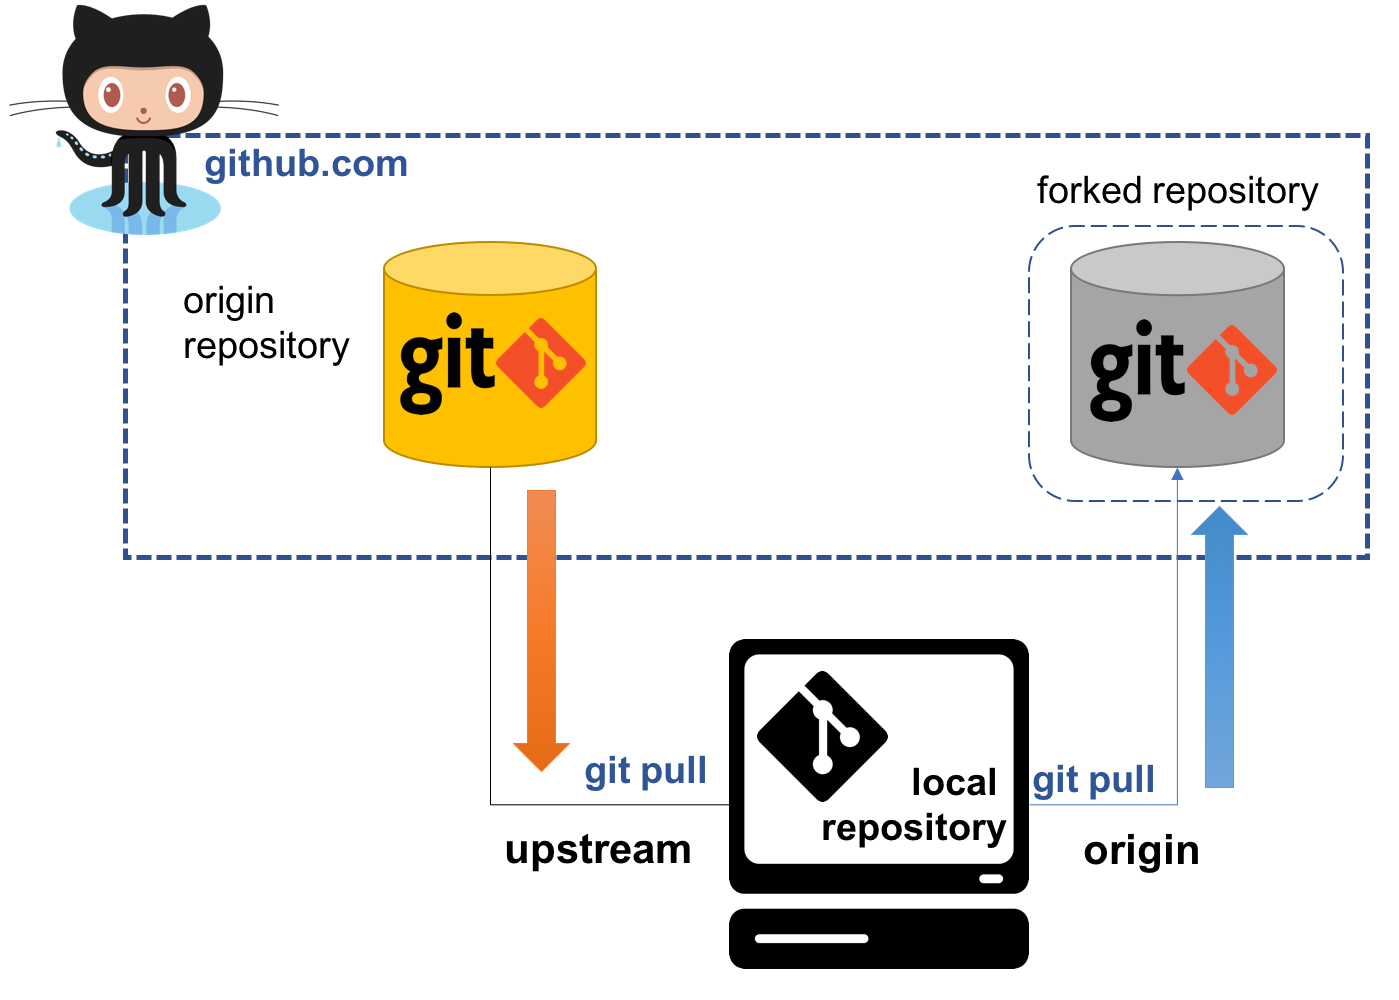 github.com
forked repository
origin
repository
git
git
git pull
local
repository
git pull
upstream
origin